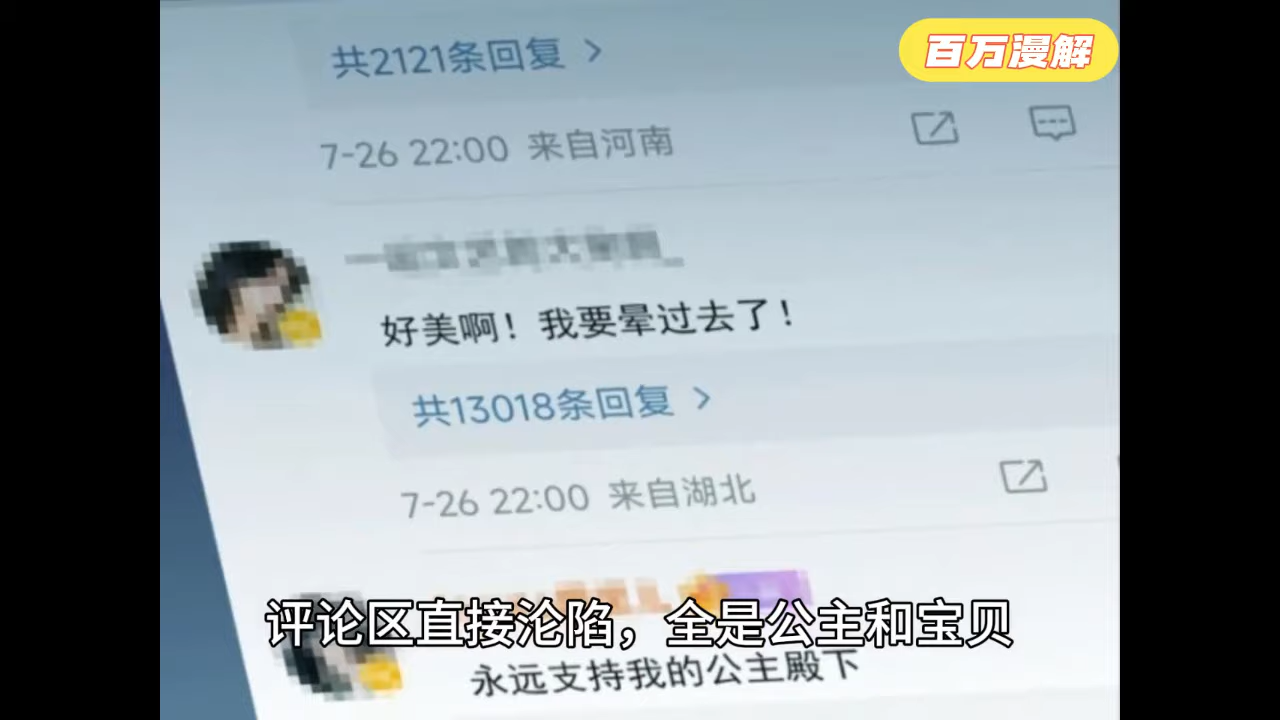 百万漫解
共2121条回复 >
7-26 22:00 来自河南
好美啊！我要晕过去了！
共13018条回复 >
7-26 22:00 来自湖北
评论区直接沦陷，全是公主和宝贝
永远支持我的公主殿下